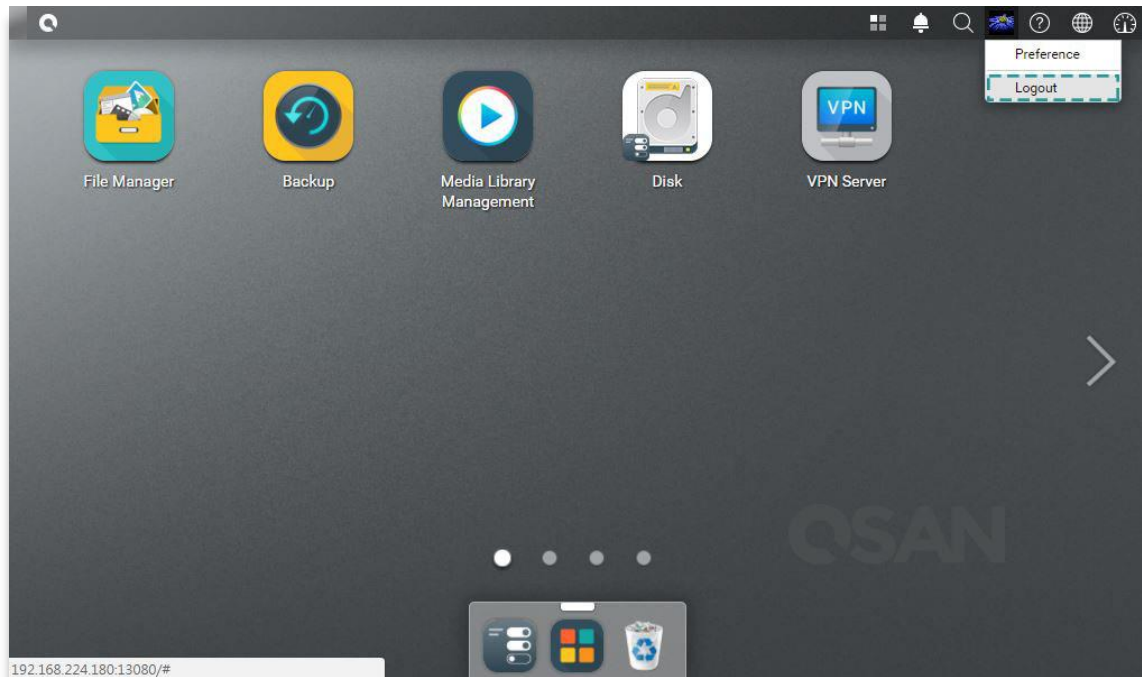 Preference
Logout
VPN
File Manager
Backup
Media Library
Management
Disk
VPN Server
QSAN
192.168.224.180:13080/#